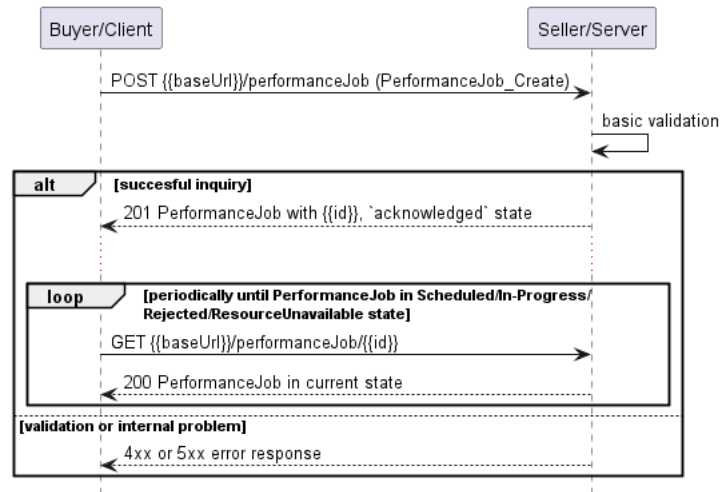 Buyer/Client
Seller/Server
POST {{baseUrl}}/performanceJob (PerformanceJob_Create)
basic validation
alt
[succesful inquiry]
201 PerformanceJob with {{id}}, `acknowledged` state
loop
[periodically until PerformanceJob in Scheduled/In-Progress/
Rejected/ResourceUnavailable state]
GET {{baseUrl}}/performanceJob/{{id}}
200 PerformanceJob in current state
[validation or internal problem]
4xx or 5xx error response